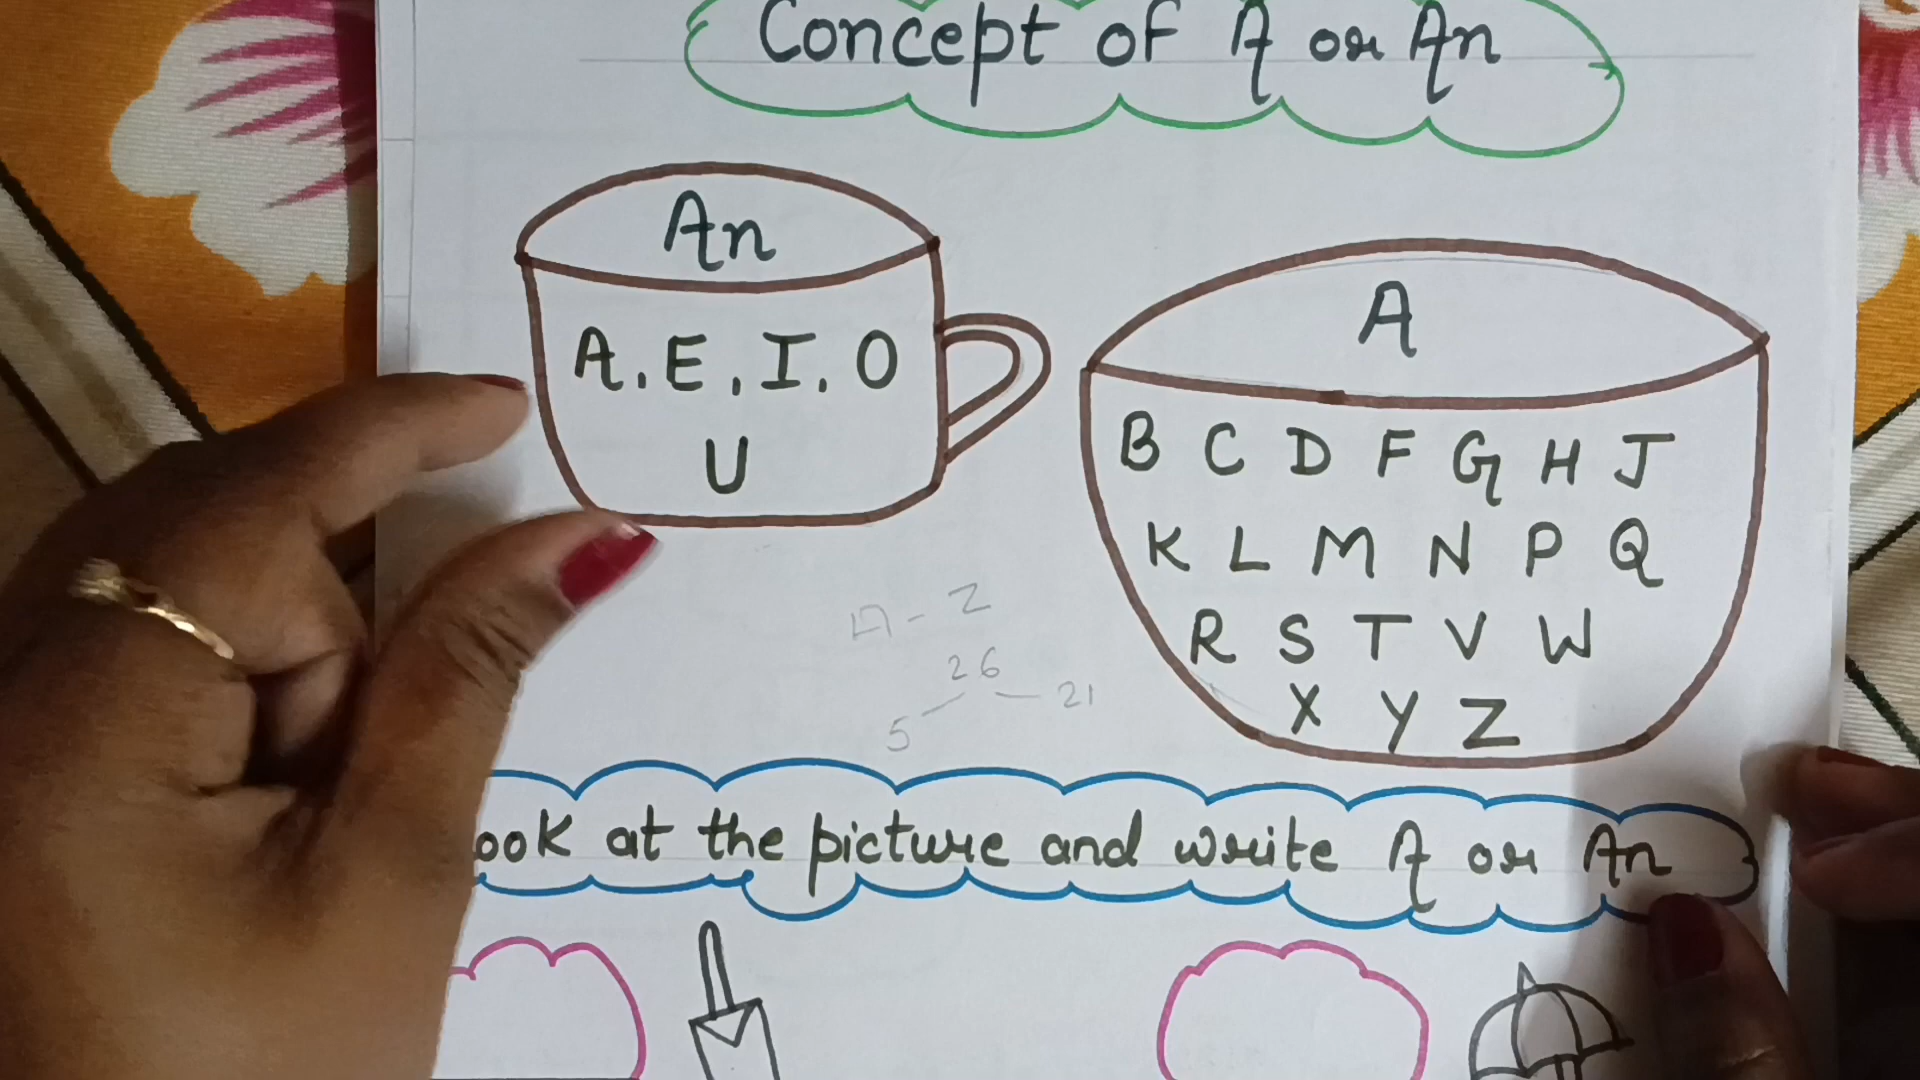 Concept of A or An
An
A, E, I, O
U
A
B C D F G H J
K L M N P Q
R S T V W
X Y Z
A - Z
26
5 21
ook at the picture and write A or An